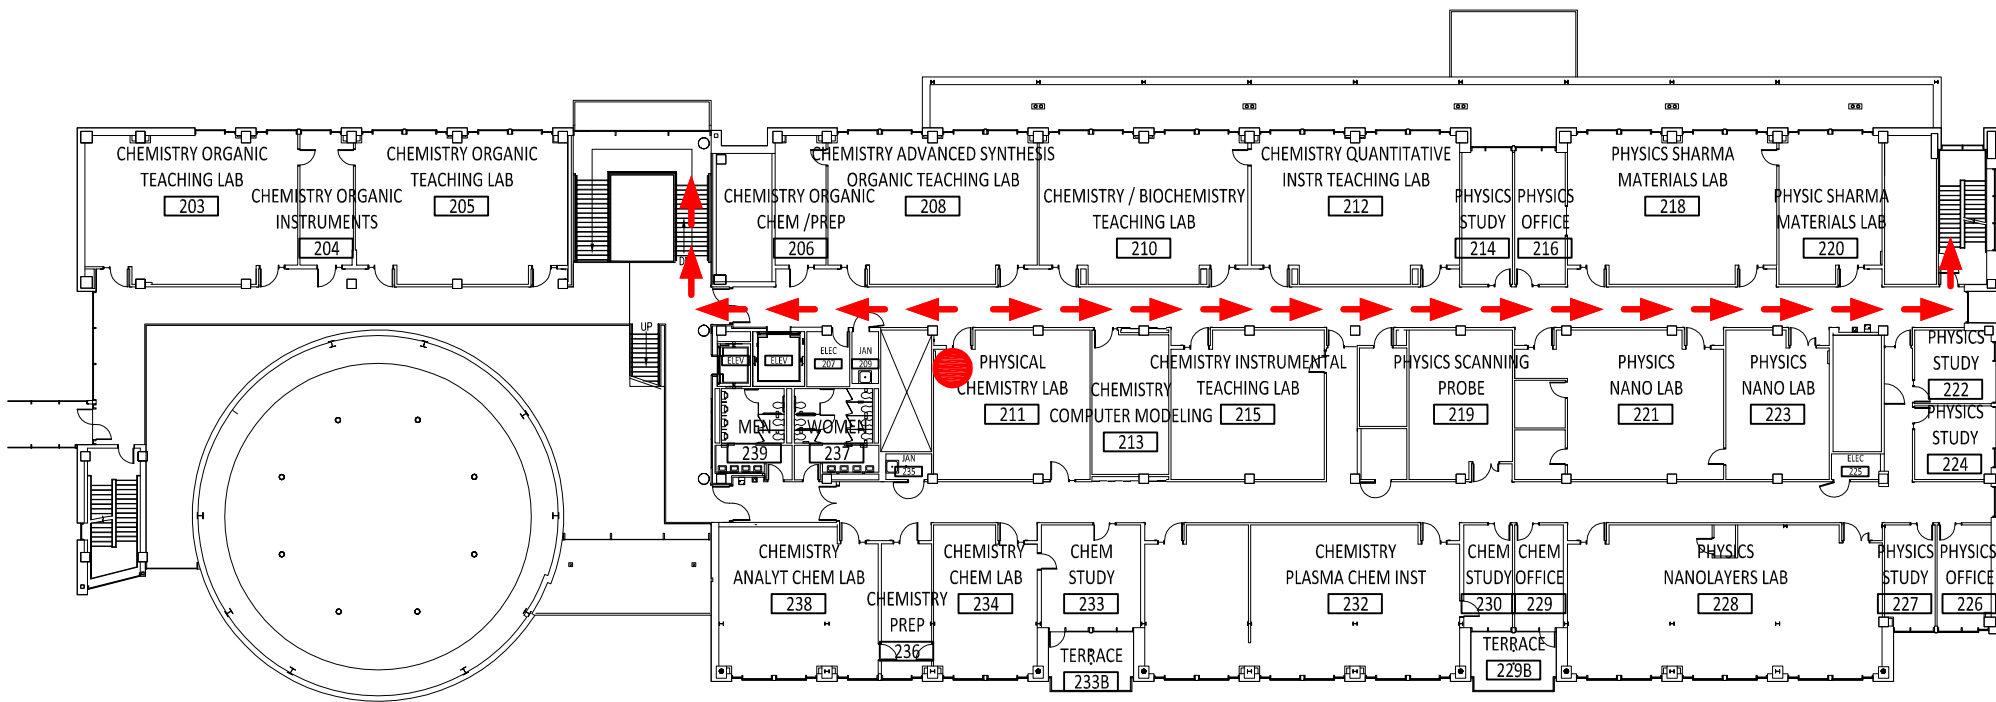 CHEMISTRY ORGANIC
TEACHING LAB
203
CHEMISTRY ORGANIC
INSTRUMENTS
204
CHEMISTRY ORGANIC
TEACHING LAB
205
CHEMISTRY ORGANIC
CHEM /PREP
206
CHEMISTRY ADVANCED SYNTHESIS
ORGANIC TEACHING LAB
208
CHEMISTRY / BIOCHEMISTRY
TEACHING LAB
210
CHEMISTRY QUANTITATIVE
INSTR TEACHING LAB
212
PHYSICS
STUDY
214
PHYSICS
OFFICE
216
PHYSICS SHARMA
MATERIALS LAB
218
PHYSIC SHARMA
MATERIALS LAB
220
UP
ELEV
ELEV
ELEC
207
JAN
209
PHYSICAL
CHEMISTRY LAB
211
CHEMISTRY
COMPUTER MODELING
213
CHEMISTRY INSTRUMENTAL
TEACHING LAB
215
PHYSICS SCANNING
PROBE
219
PHYSICS
NANO LAB
221
PHYSICS
NANO LAB
223
PHYSICS
STUDY
222
PHYSICS
STUDY
224
MEN
239
WOMEN
237
JAN
235
ELEC
225
CHEMISTRY
ANALYT CHEM LAB
238
CHEMISTRY
PREP
236
CHEMISTRY
CHEM LAB
234
CHEM
STUDY
233
TERRACE
233B
CHEMISTRY
PLASMA CHEM INST
232
CHEM
STUDY
230
CHEM
OFFICE
229
TERRACE
229B
PHYSICS
NANOLAYERS LAB
228
PHYSICS
STUDY
227
PHYSICS
OFFICE
226